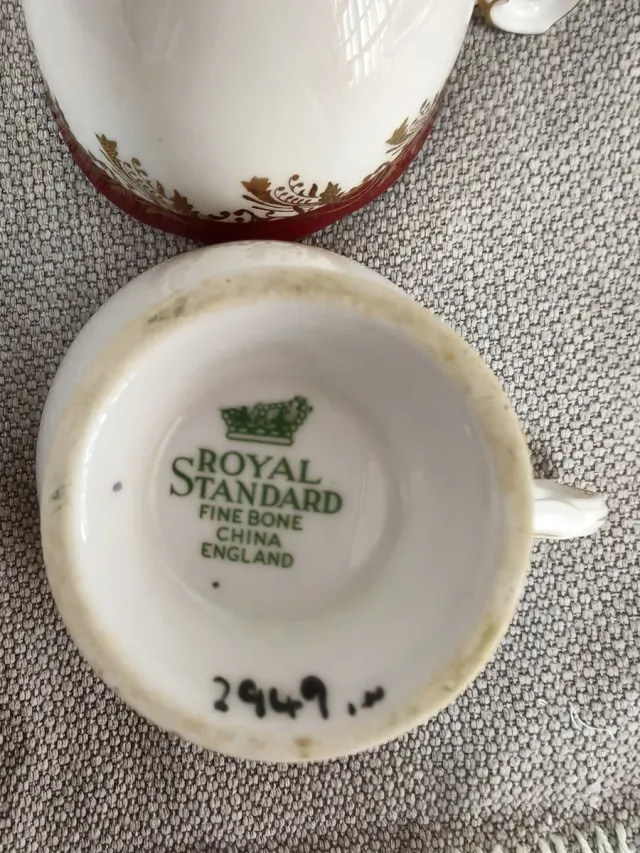 ROYAL
STANDARD
FINE BONE
CHINA
ENGLAND
2949